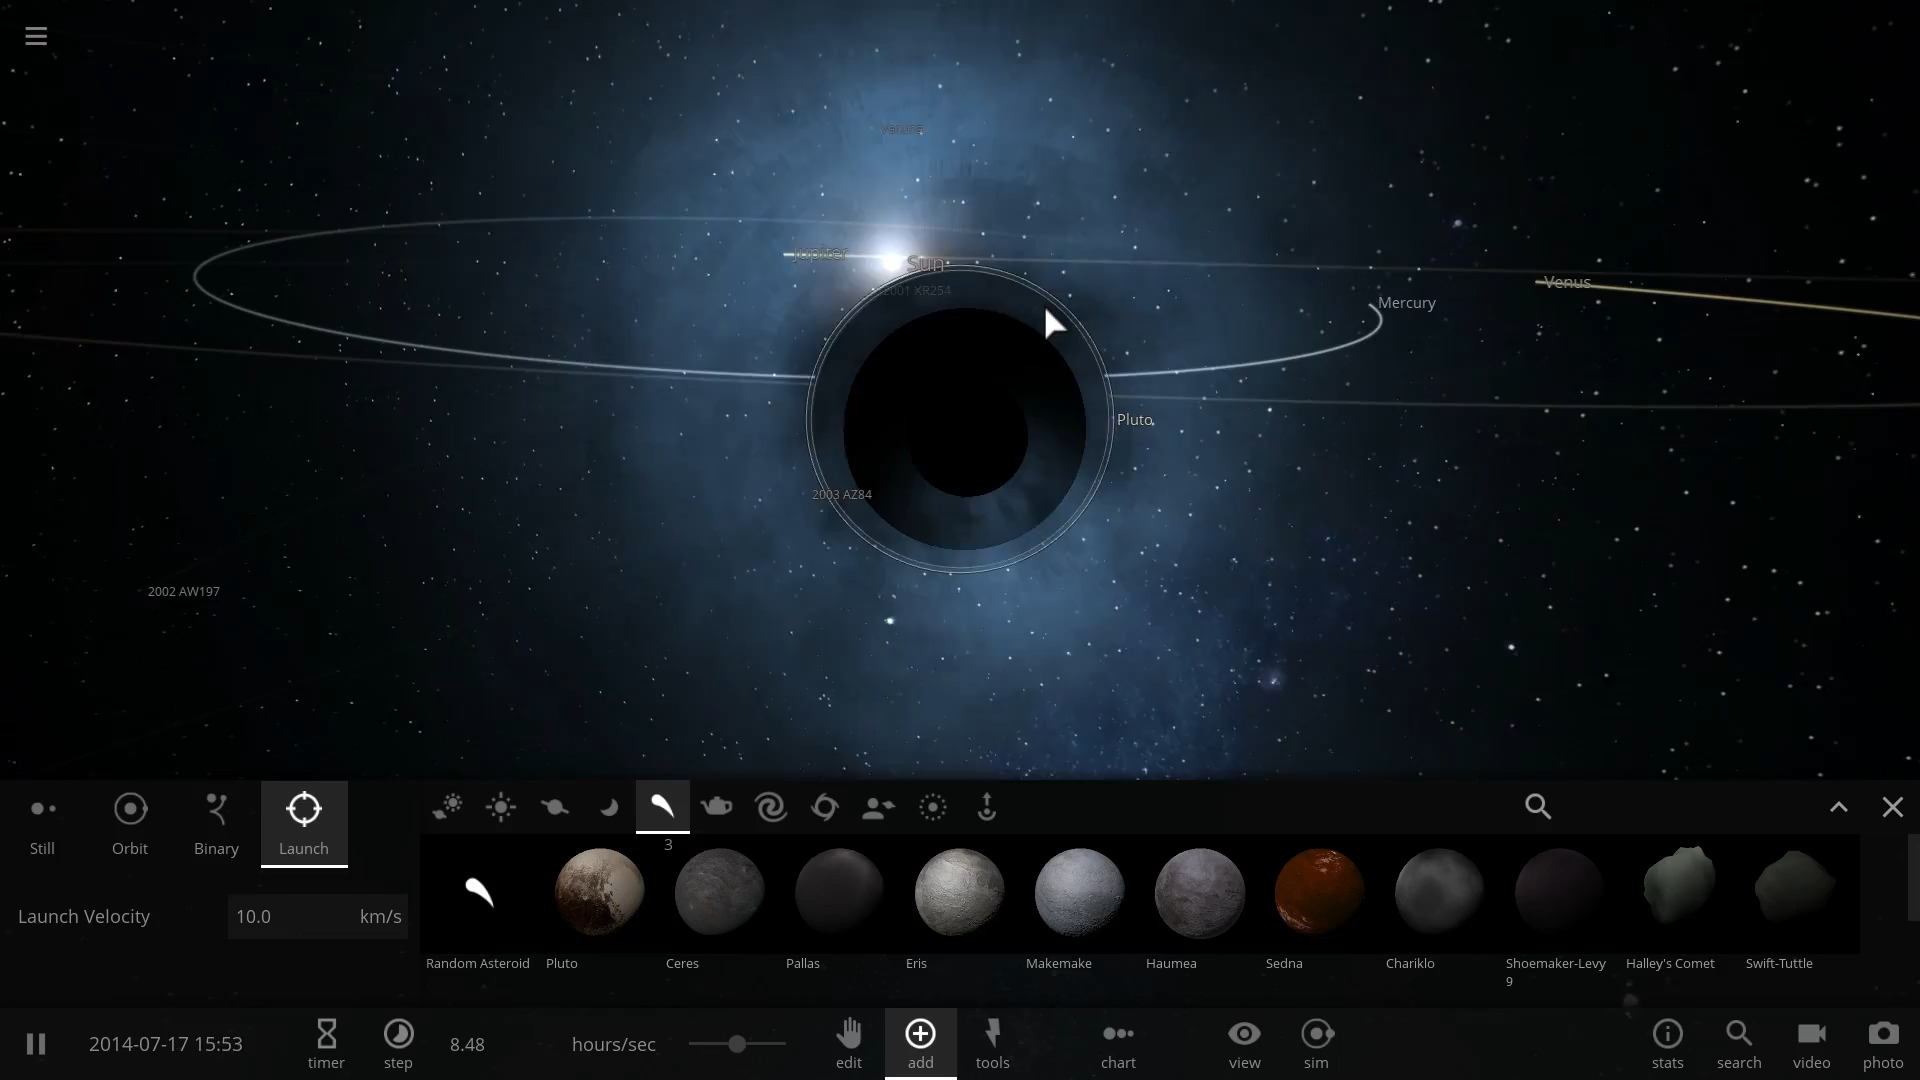 Varuna
Jupiter
Sun
2001 XR254
Venus
Mercury
Pluto
2003 AZ84
2002 AW197
Still
Orbit
Binary
Launch
3
Launch Velocity
10.0
km/s
Random Asteroid
Pluto
Ceres
Pallas
Eris
Makemake
Haumea
Sedna
Chariklo
Shoemaker-Levy
9
Halley's Comet
Swift-Tuttle
2014-07-17 15:53
timer
step
8.48
hours/sec
edit
add
tools
chart
view
sim
stats
search
video
photo